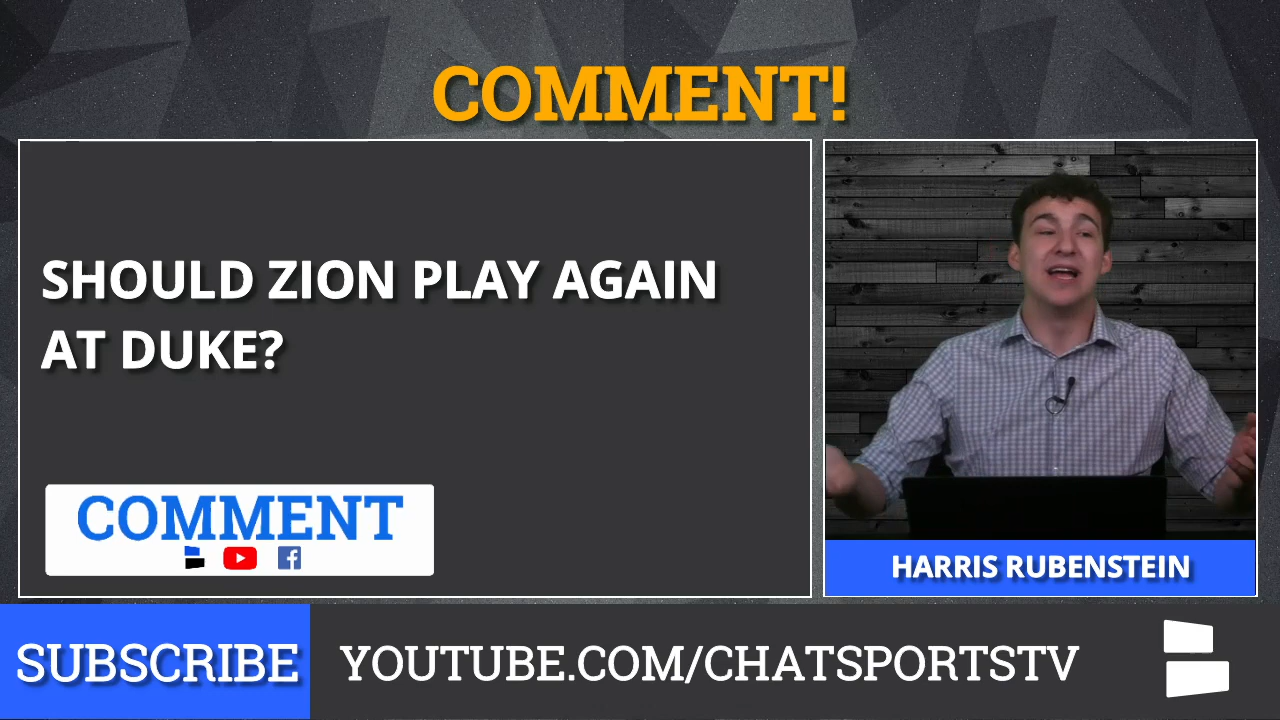 COMMENT!
SHOULD ZION PLAY AGAIN
AT DUKE?
COMMENT
HARRIS RUBENSTEIN
SUBSCRIBE
YOUTUBE.COM/CHATSPORTSTV